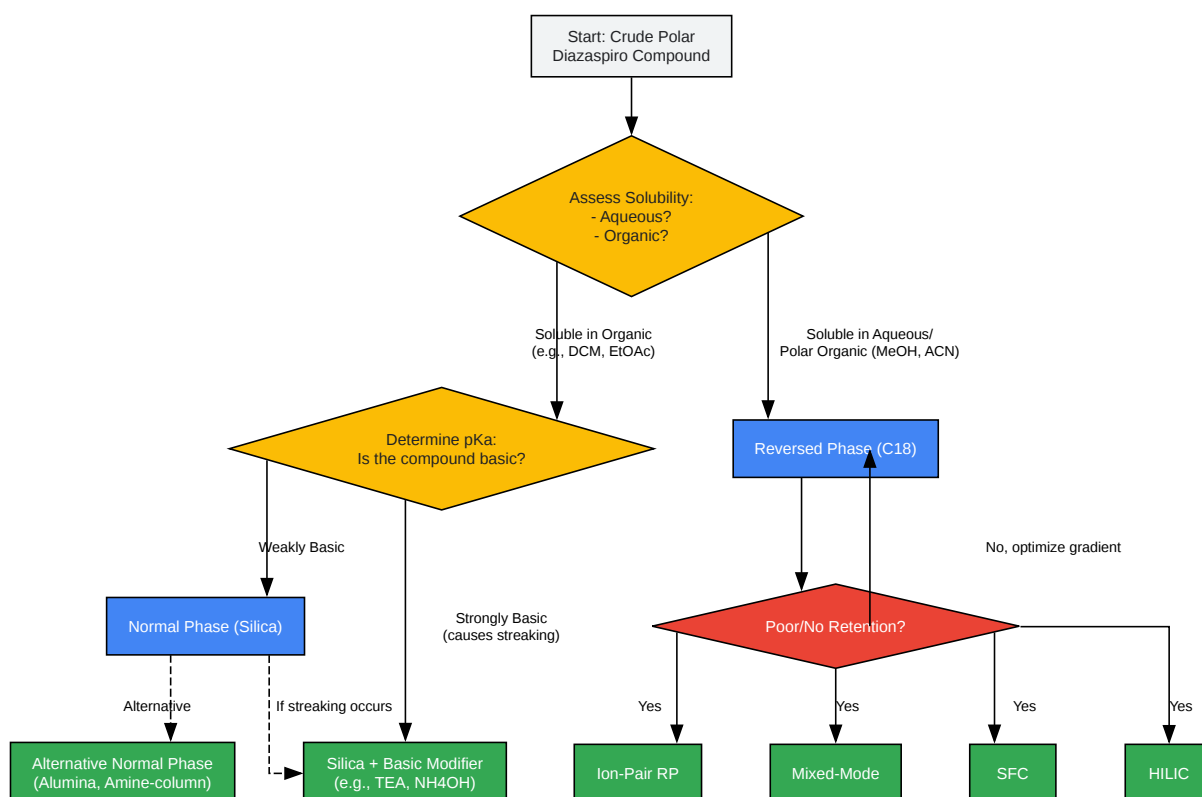 Start: Crude Polar
Diazaspiro Compound
Assess Solubility:
- Aqueous?
- Organic?
Soluble in Organic
(e.g., DCM, EtOAc)
Soluble in Aqueous/
Polar Organic (MeOH, ACN)
Determine pKa:
Is the compound basic?
Reversed Phase (C18)
Weakly Basic
No, optimize gradient
Normal Phase (Silica)
Strongly Basic
(causes streaking)
Poor/No Retention?
Alternative
If streaking occurs
Yes
Yes
Yes
Yes
Alternative Normal Phase
(Alumina, Amine-column)
Silica + Basic Modifier
(e.g., TEA, NH4OH)
Ion-Pair RP
Mixed-Mode
SFC
HILIC